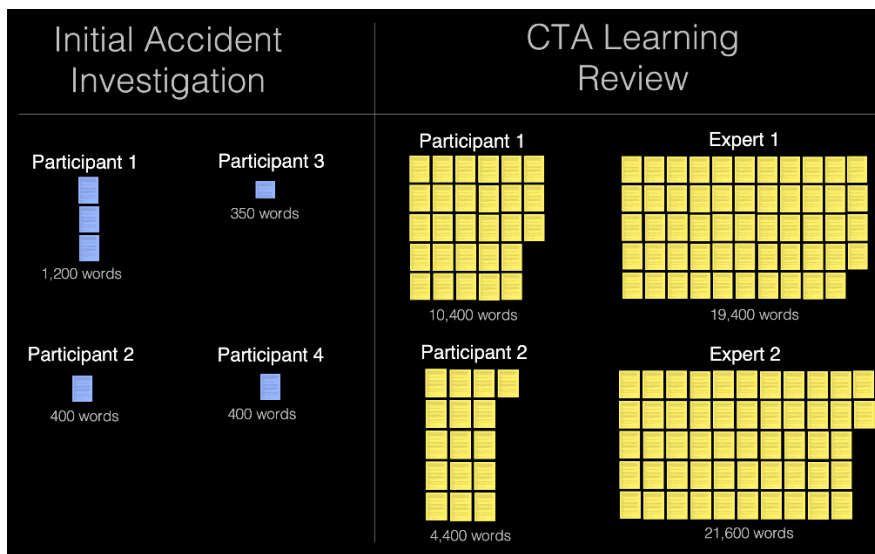 Initial Accident
Investigation
CTA Learning
Review
Participant 1
1,200 words
Participant 3
350 words
Participant 2
400 words
Participant 4
400 words
Participant 1
10,400 words
Expert 1
19,400 words
Participant 2
4,400 words
Expert 2
21,600 words